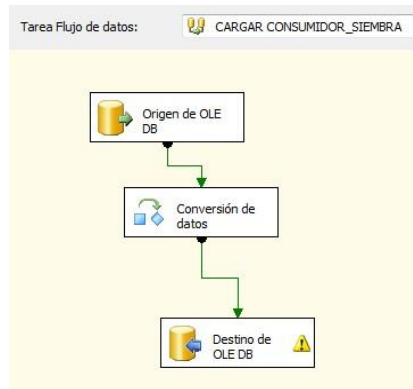 Tarea Flujo de datos: CARGAR CONSUMIDOR_SIEMBRA
Origen de OLE
DB
Conversión de
datos
Destino de
OLE DB